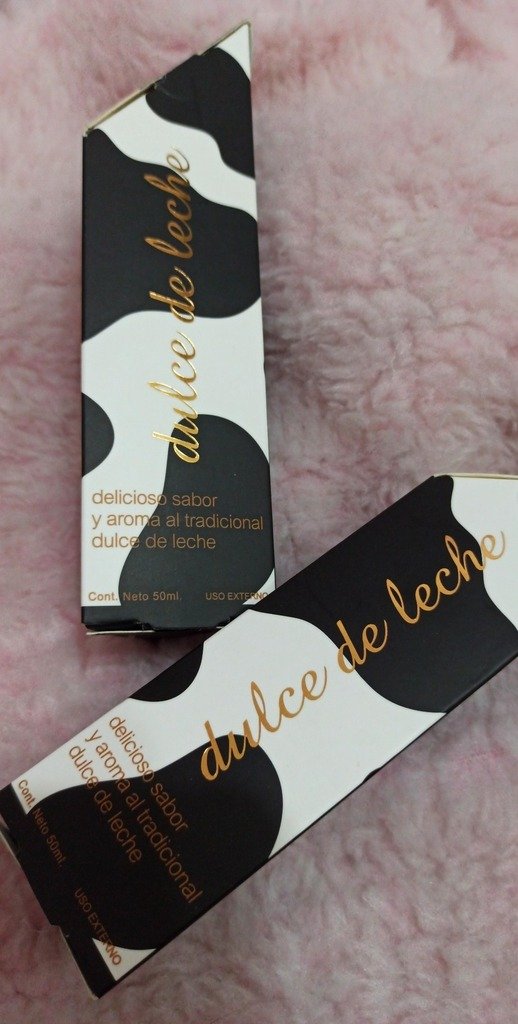 dulce de leche
delicioso sabor
y aroma al tradicional
dulce de leche
Cont. Neto 50ml. USO EXTERNO
dulce de leche
delicioso sabor
y aroma al tradicional
dulce de leche
Cont. Neto 50ml. USO EXTERNO